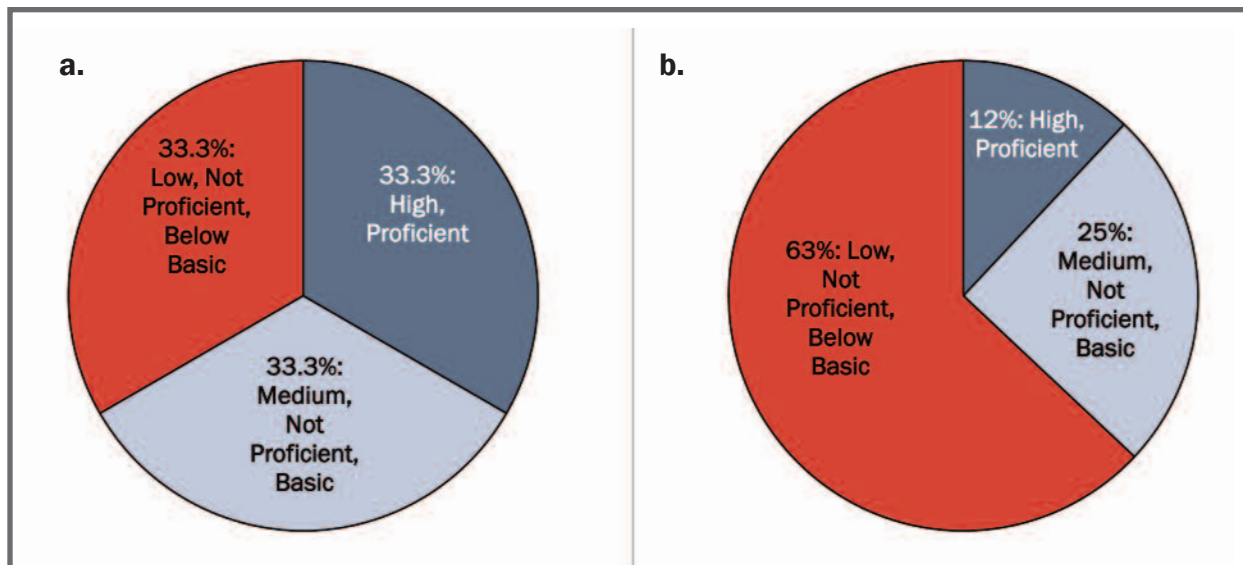 a.
33.3%:
Low, Not
Proficient,
Below
Basic
33.3%:
High,
Proficient
33.3%:
Medium,
Not
Proficient,
Basic
b.
12%: High,
Proficient
63%: Low,
Not
Proficient,
Below
Basic
25%:
Medium,
Not
Proficient,
Basic